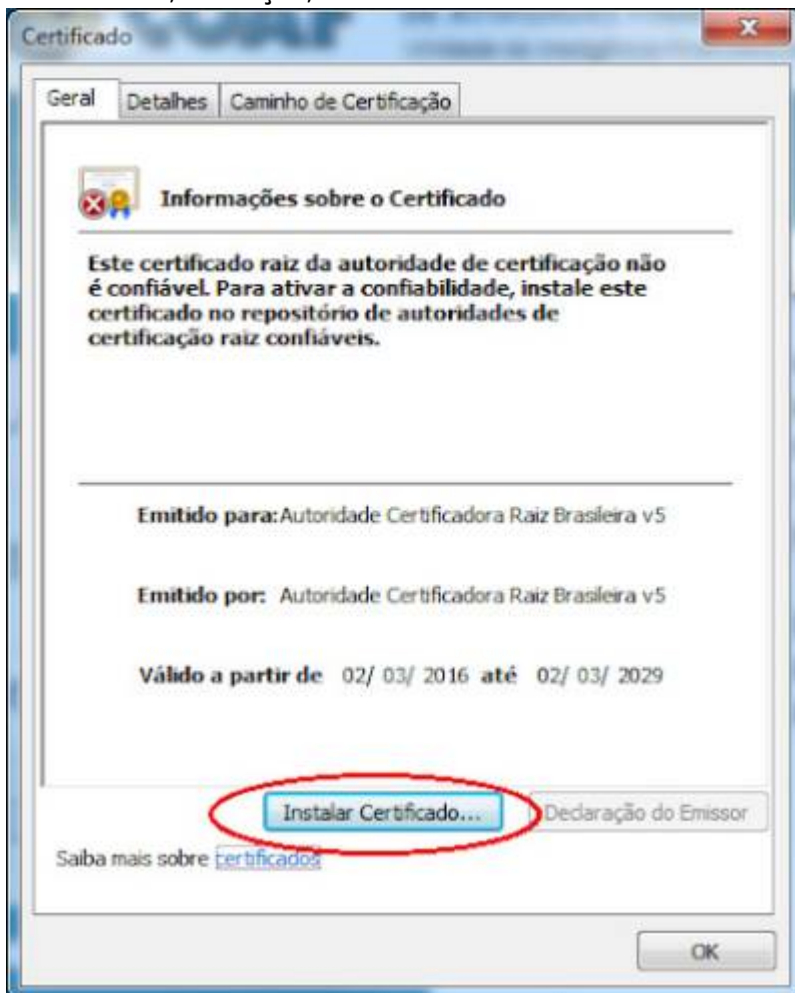 Certificado
Geral Detalhes Caminho de Certificação
Informações sobre o Certificado
Este certificado raiz da autoridade de certificação não
é confiável. Para ativar a confiabilidade, instale este
certificado no repositório de autoridades de
certificação raiz confiáveis.
Emitido para: Autoridade Certificadora Raiz Brasileira v5
Emitido por: Autoridade Certificadora Raiz Brasileira v5
Válido a partir de 02/ 03/ 2016 até 02/ 03/ 2029
Instalar Certificado... Declaração do Emissor
Saiba mais sobre certificados
OK